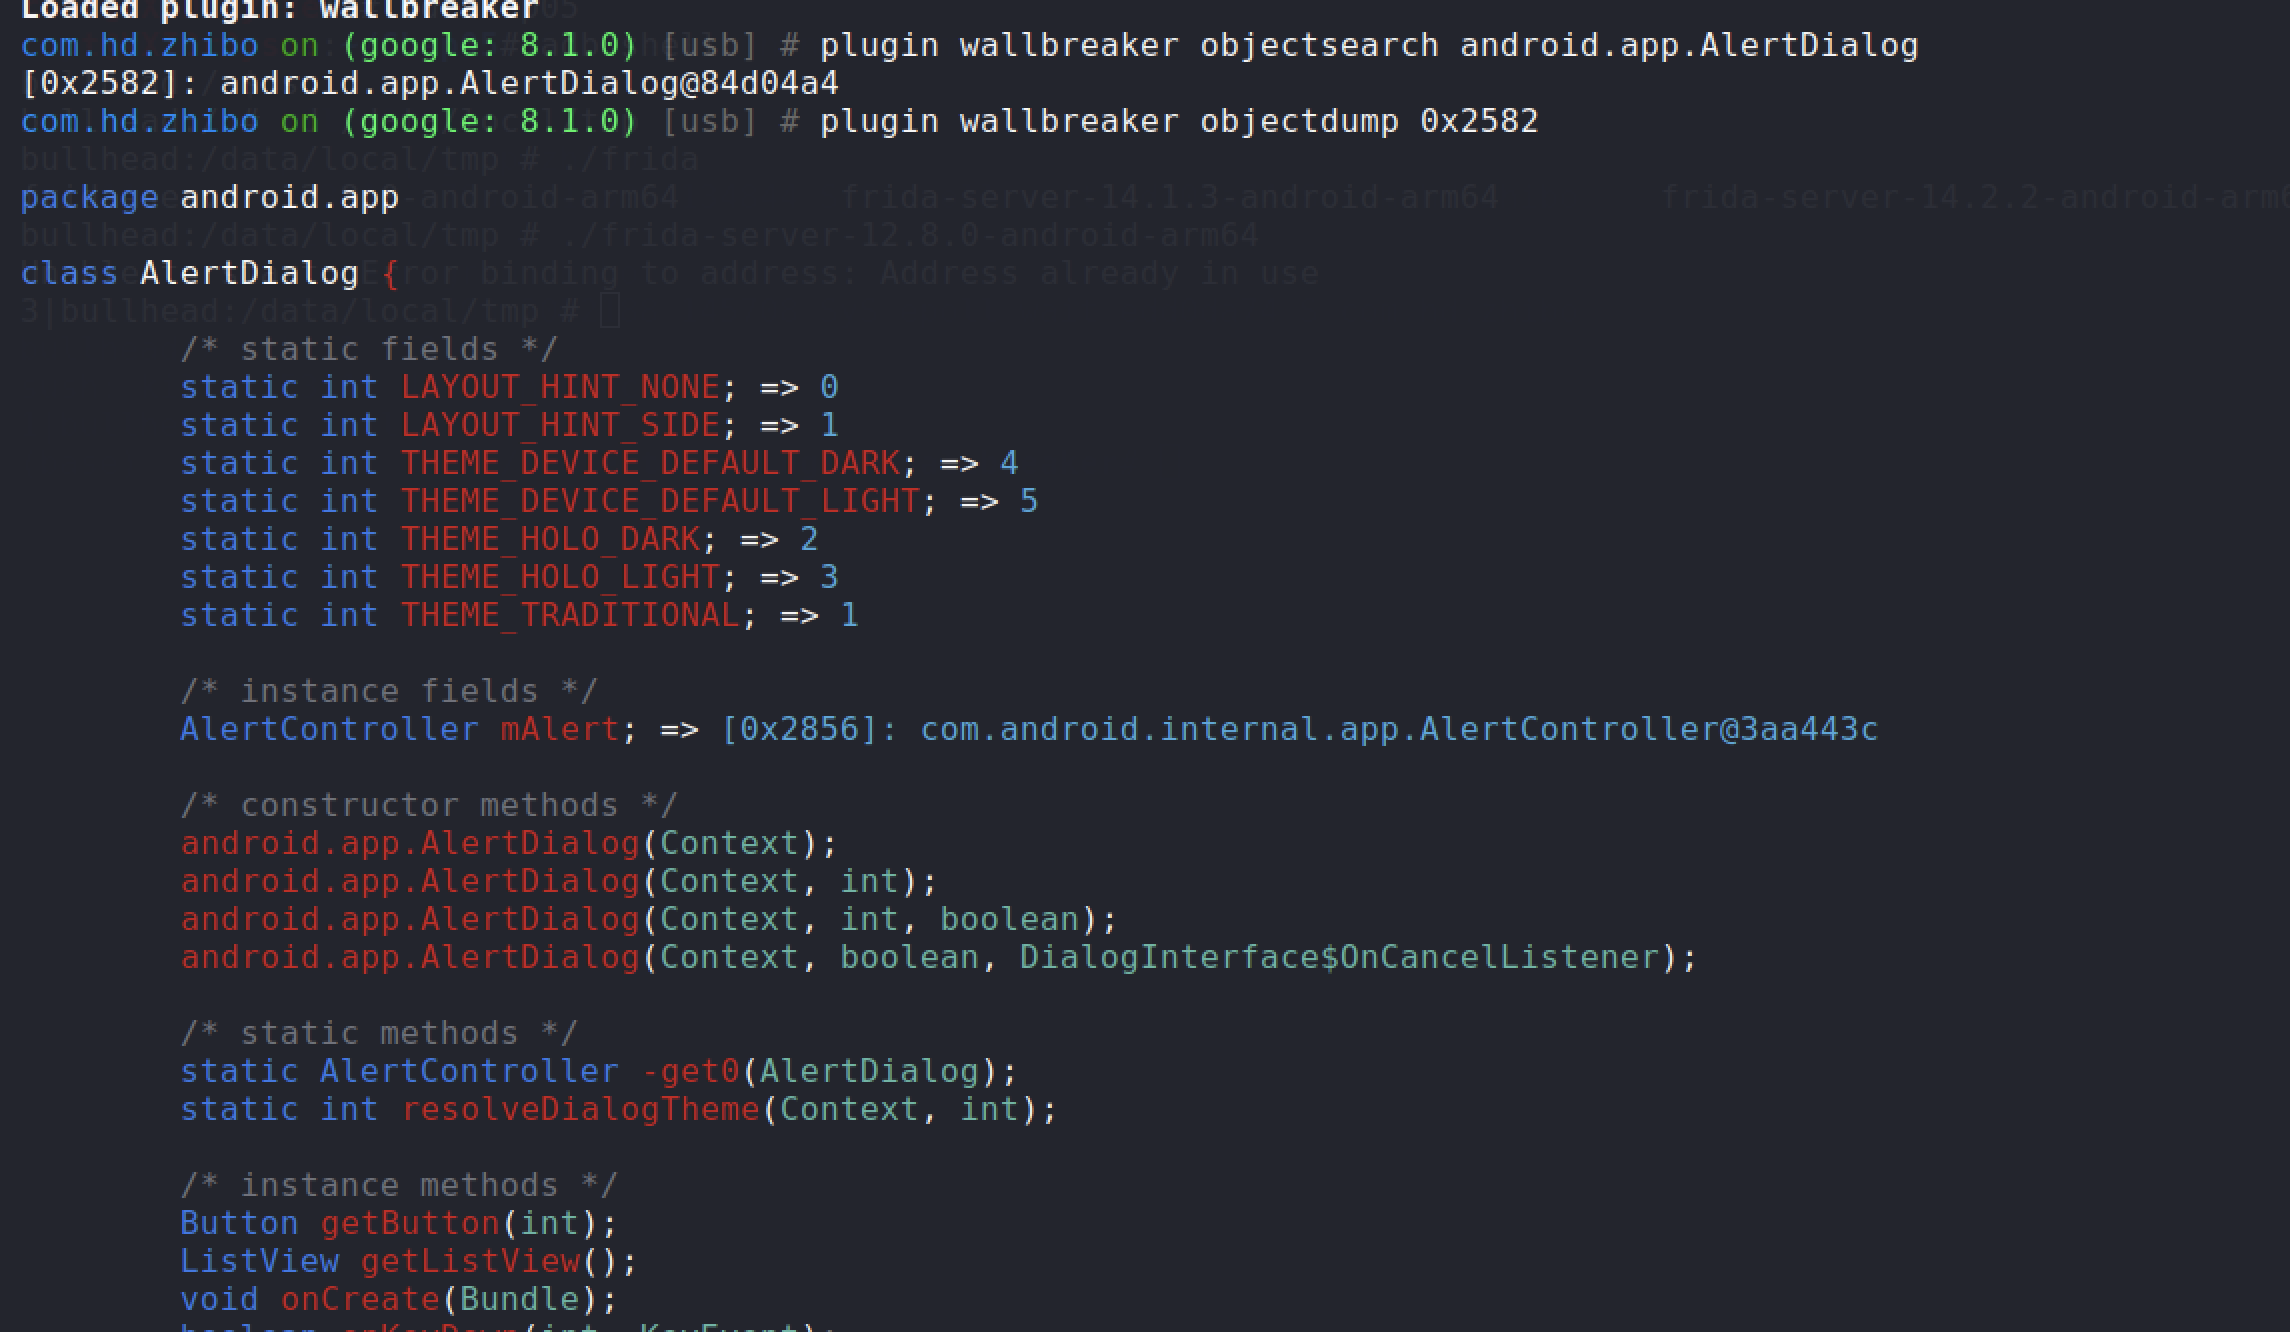 Loaded plugin: wallbreaker
com.hd.zhibo on (google: 8.1.0) [usb] # plugin wallbreaker objectsearch android.app.AlertDialog
[0x2582]: android.app.AlertDialog@84d04a4
com.hd.zhibo on (google: 8.1.0) [usb] # plugin wallbreaker objectdump 0x2582
bullhead:/data/local/tmp # ./frida
package android.app
-android-arm64 frida-server-14.1.3-android-arm64 frida-server-14.2.2-android-arm6
bullhead:/data/local/tmp # ./frida-server-12.8.0-android-arm64
class AlertDialog {
Error binding to address: Address already in use
3|bullhead:/data/local/tmp #
/* static fields */
static int LAYOUT_HINT_NONE; => 0
static int LAYOUT_HINT_SIDE; => 1
static int THEME_DEVICE_DEFAULT_DARK; => 4
static int THEME_DEVICE_DEFAULT_LIGHT; => 5
static int THEME_HOLO_DARK; => 2
static int THEME_HOLO_LIGHT; => 3
static int THEME_TRADITIONAL; => 1
/* instance fields */
AlertController mAlert; => [0x2856]: com.android.internal.app.AlertController@3aa443c
/* constructor methods */
android.app.AlertDialog(Context);
android.app.AlertDialog(Context, int);
android.app.AlertDialog(Context, int, boolean);
android.app.AlertDialog(Context, boolean, DialogInterface$OnCancelListener);
/* static methods */
static AlertController -get0(AlertDialog);
static int resolveDialogTheme(Context, int);
/* instance methods */
Button getButton(int);
ListView getListView();
void onCreate(Bundle);
boolean onKeyDown(int, KeyEvent);